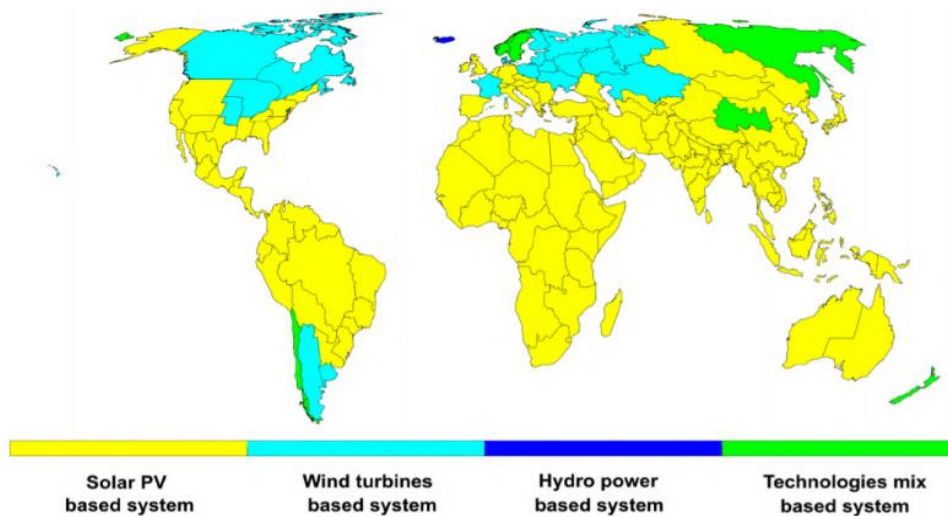 Solar PV
based system
Wind turbines
based system
Hydro power
based system
Technologies mix
based system